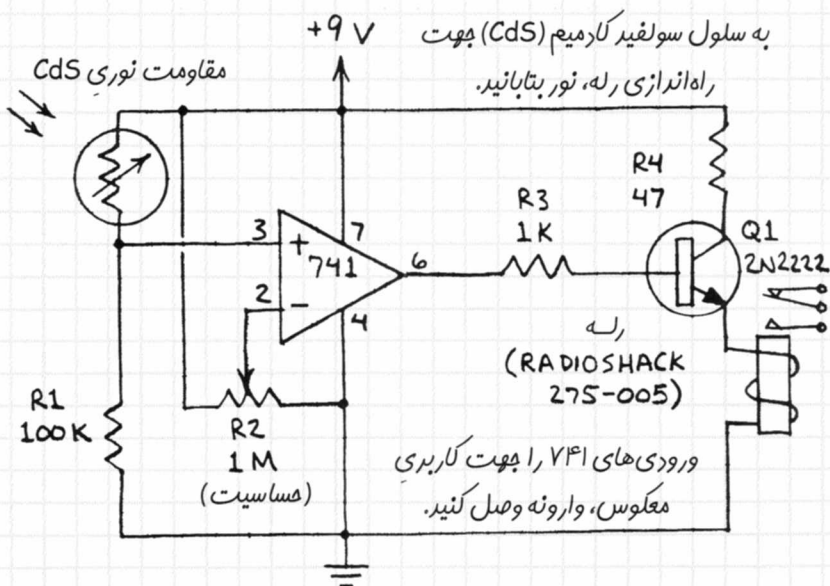 +9 V
به سلول سولفید کادمیم (CdS) جهت
راه‌اندازی رله، نور بتابانید.
مقاومت نوریِ CdS
R4
47
R3
1K
Q1
2N2222
3
+
7
741
6
2
−
4
رله
(RADIOSHACK
275-005)
R1
100K
R2
1M
(حساسیت)
ورودی‌های ۷۴۱ را جهت کاربریِ
معکوس، وارونه وصل کنید.